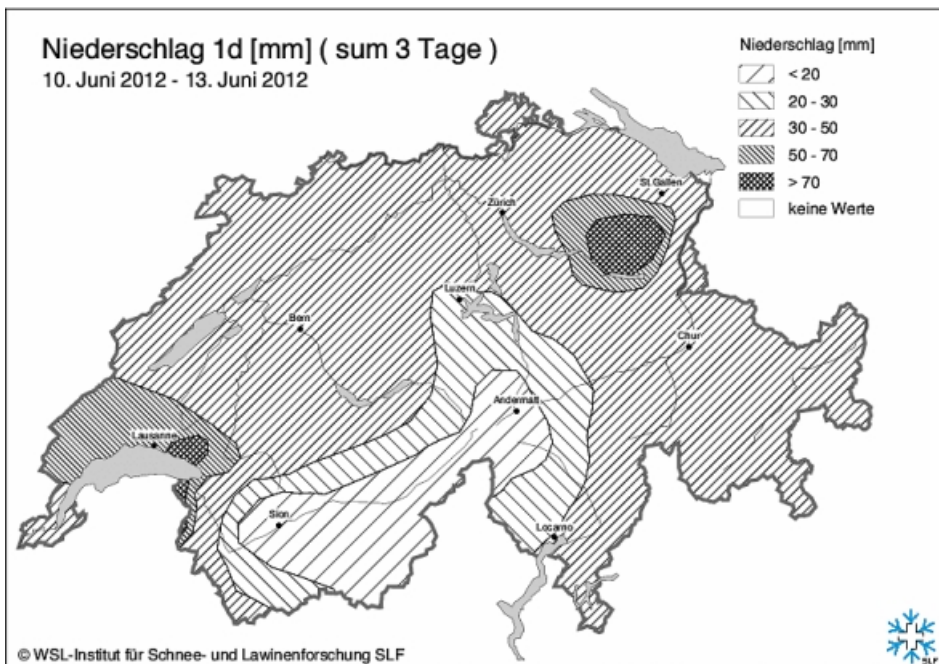 Niederschlag 1d [mm] ( sum 3 Tage )
10. Juni 2012 - 13. Juni 2012
Niederschlag [mm]
< 20
20 - 30
30 - 50
50 - 70
> 70
keine Werte
St.Gallen
Zürich
Luzern
Bern
Chur
Andermatt
Lausanne
Sion
Locarno
© WSL-Institut für Schnee- und Lawinenforschung SLF
SLF